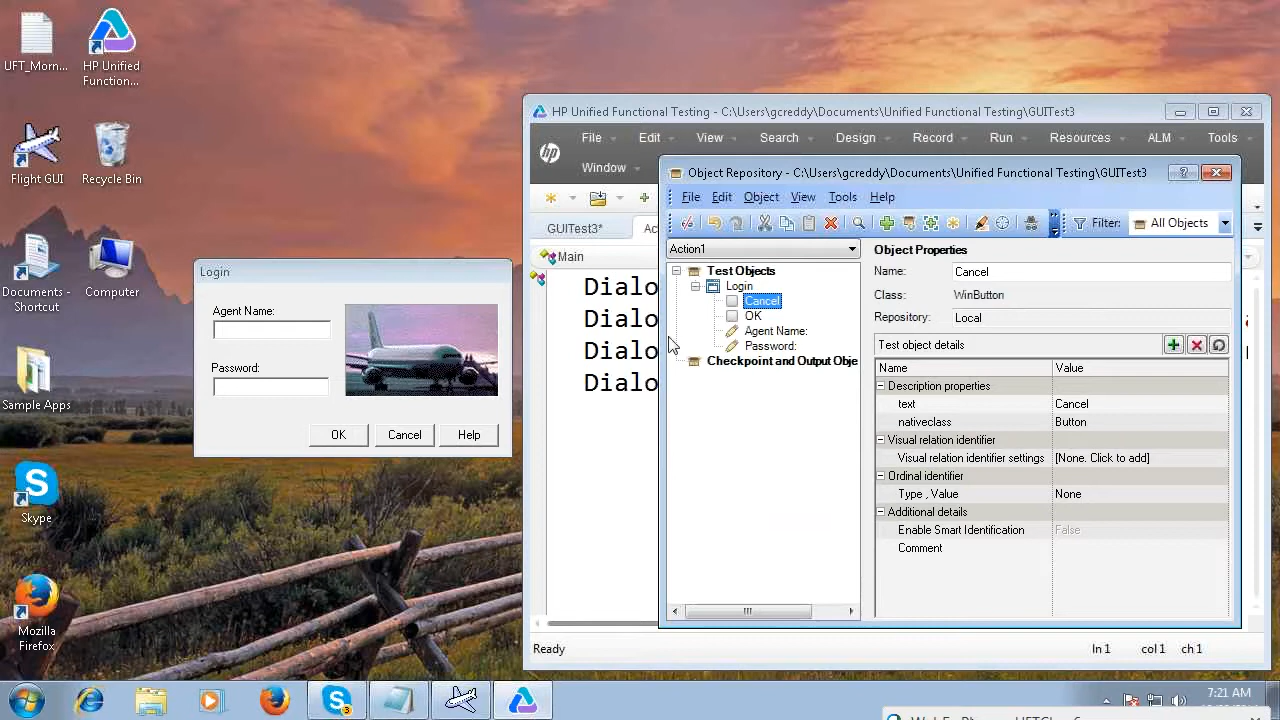 UFT_Morn...
HP Unified
Function...
Flight GUI
Recycle Bin
Documents -
Shortcut
Computer
Sample Apps
Skype
Mozilla
Firefox
Login
Agent Name:
Password:
OK
Cancel
Help
HP Unified Functional Testing - C:\Users\gcreddy\Documents\Unified Functional Testing\GUITest3
hp
File
Edit
View
Search
Design
Record
Run
Resources
ALM
Tools
Window
GUITest3*
Main
Dialo
Dialo
Dialo
Dialo
Ready
ln 1
col 1
ch 1
Object Repository - C:\Users\gcreddy\Documents\Unified Functional Testing\GUITest3
File
Edit
Object
View
Tools
Help
Filter:
All Objects
Action1
Test Objects
Login
Cancel
OK
Agent Name:
Password:
Checkpoint and Output Obje
Object Properties
Name:
Cancel
Class:
WinButton
Repository:
Local
Test object details
Name
Value
Description properties
text
Cancel
nativeclass
Button
Visual relation identifier
Visual relation identifier settings
[None. Click to add]
Ordinal identifier
Type , Value
None
Additional details
Enable Smart Identification
False
Comment
3
7:21 AM